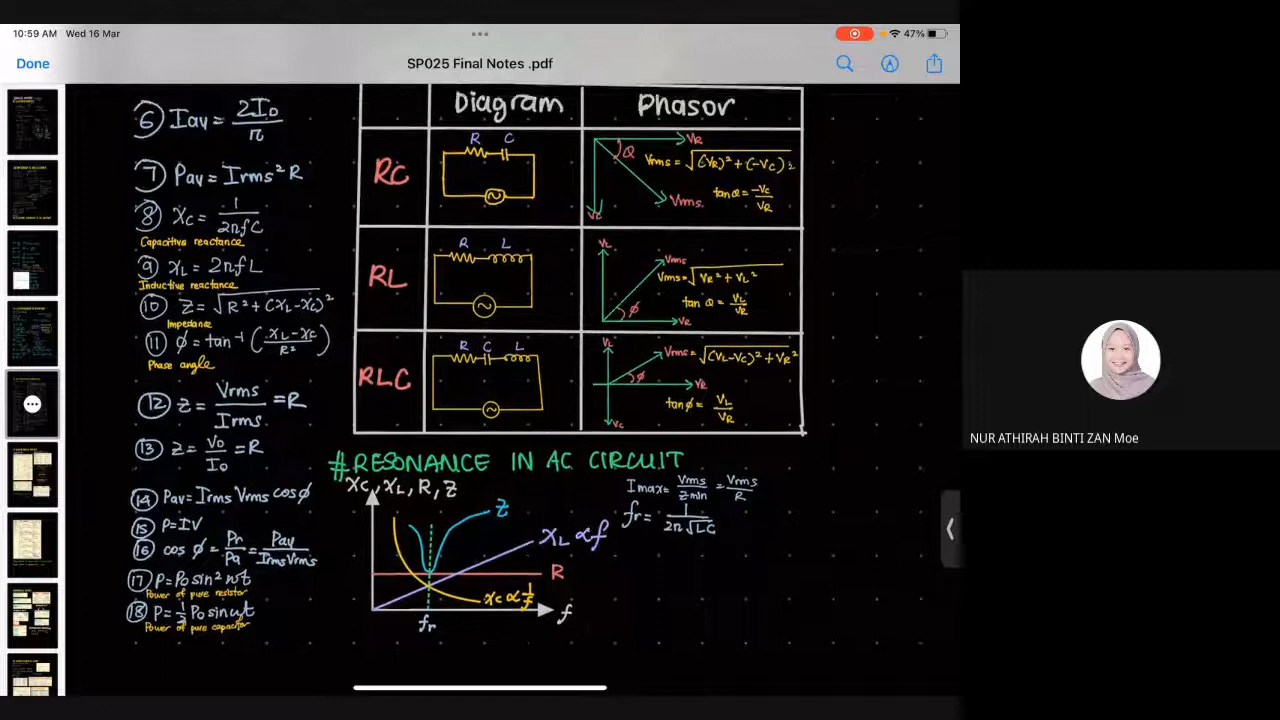 10:59 AM Wed 16 Mar
47%
Done
SP025 Final Notes .pdf
⑥ Iav = 2I₀/π
⑦ Pav = Irms² R
⑧ Xc = 1/2πfC
Capacitive reactance
⑨ XL = 2πfL
Inductive reactance
⑩ Z = √R² + (XL-Xc)²
Impedance
⑪ φ = tan⁻¹ (XL-Xc/R²)
Phase angle
⑫ Z = Vrms/Irms = R
⑬ Z = V₀/I₀ = R
⑭ Pav = Irms Vrms cosφ
⑮ P = IV
⑯ cos φ = Pr/Pa = Pav/Irms Vrms
⑰ P = P₀ sin² wt
Power of pure resistor
⑱ P = ½ P₀ sin wt
Power of pure capacitor
Diagram
Phasor
RC
R C
VR
Q
Vrms = √(VR)² + (-Vc)²
tan Q = -Vc/VR
Vrms
Vc
RL
R L
VL
Vrms
Vrms = √VR² + VL²
tan Q = VL/VR
φ
VR
RLC
R C L
VL
Vrms = √(VL-Vc)² + VR²
φ
VR
tan φ = VL/VR
Vc
# RESONANCE IN AC CIRCUIT
Xc, XL, R, Z
Imax = Vrms/Zmin = Vrms/R
fr = 1/2π√LC
Z
XL ∝ f
R
Xc ∝ 1/f
f
fr
NUR ATHIRAH BINTI ZAN Moe